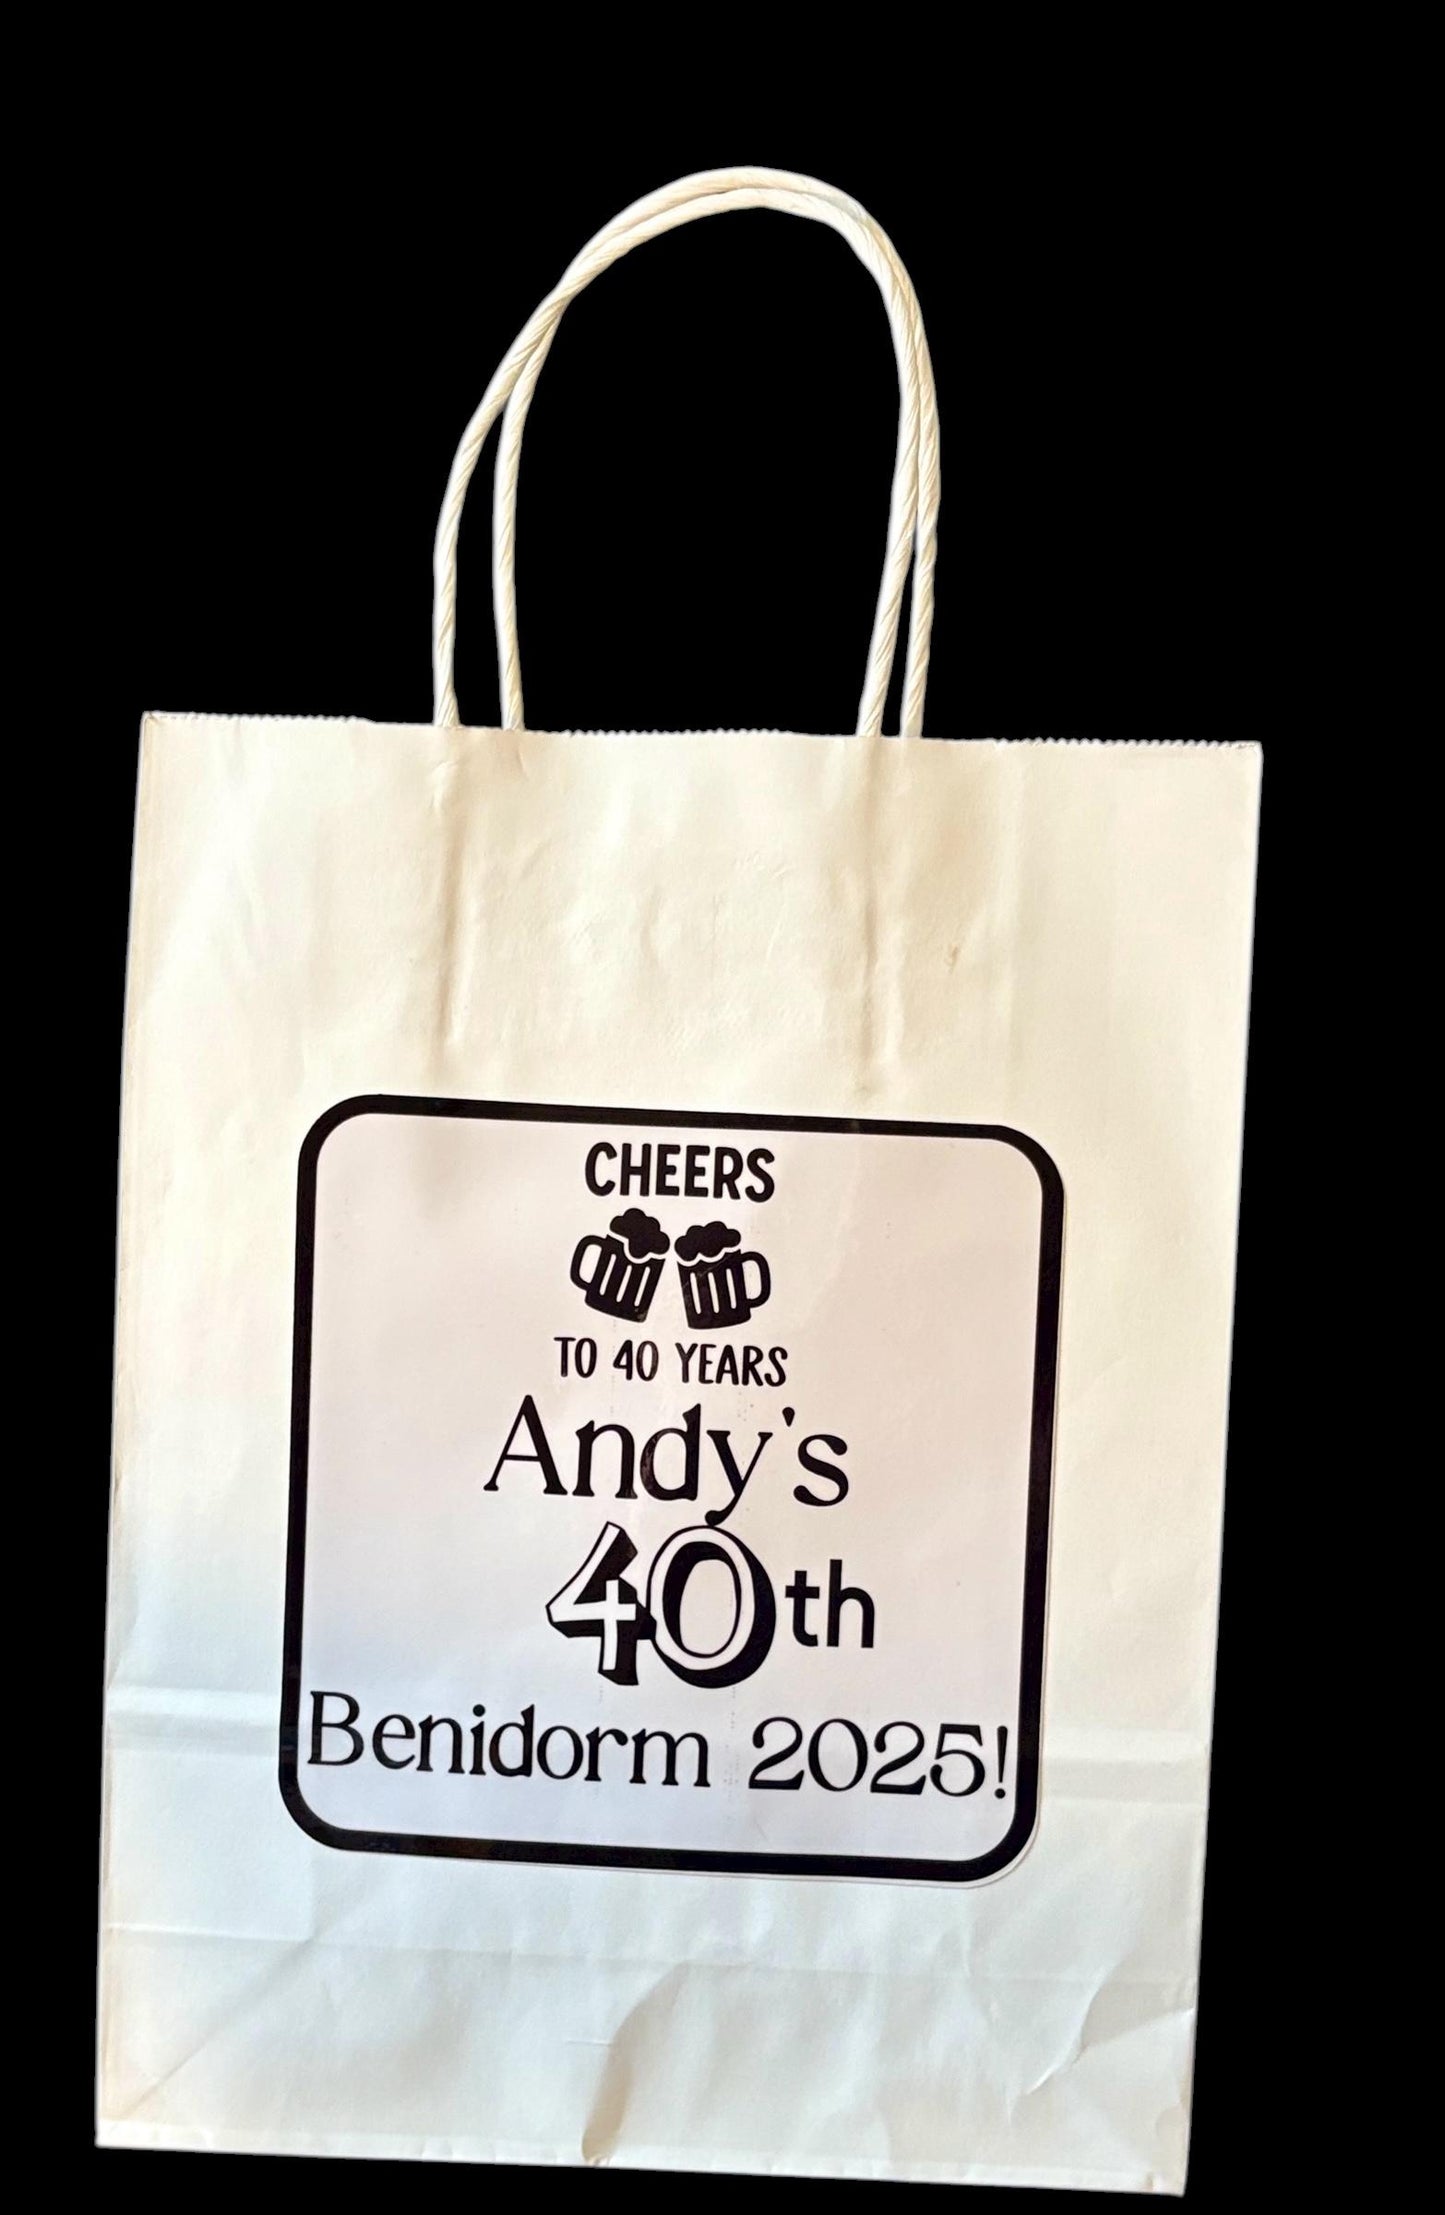 CHEERS
TO 40 YEARS
Andy's
40th
Benidorm 2025!